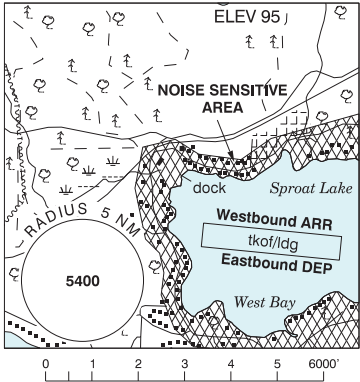 ELEV 95
NOISE SENSITIVE
AREA
dock
Sproat Lake
RADIUS 5 NM
Westbound ARR
tkof/ldg
Eastbound DEP
5400
West Bay
0 1 2 3 4 5 6000'